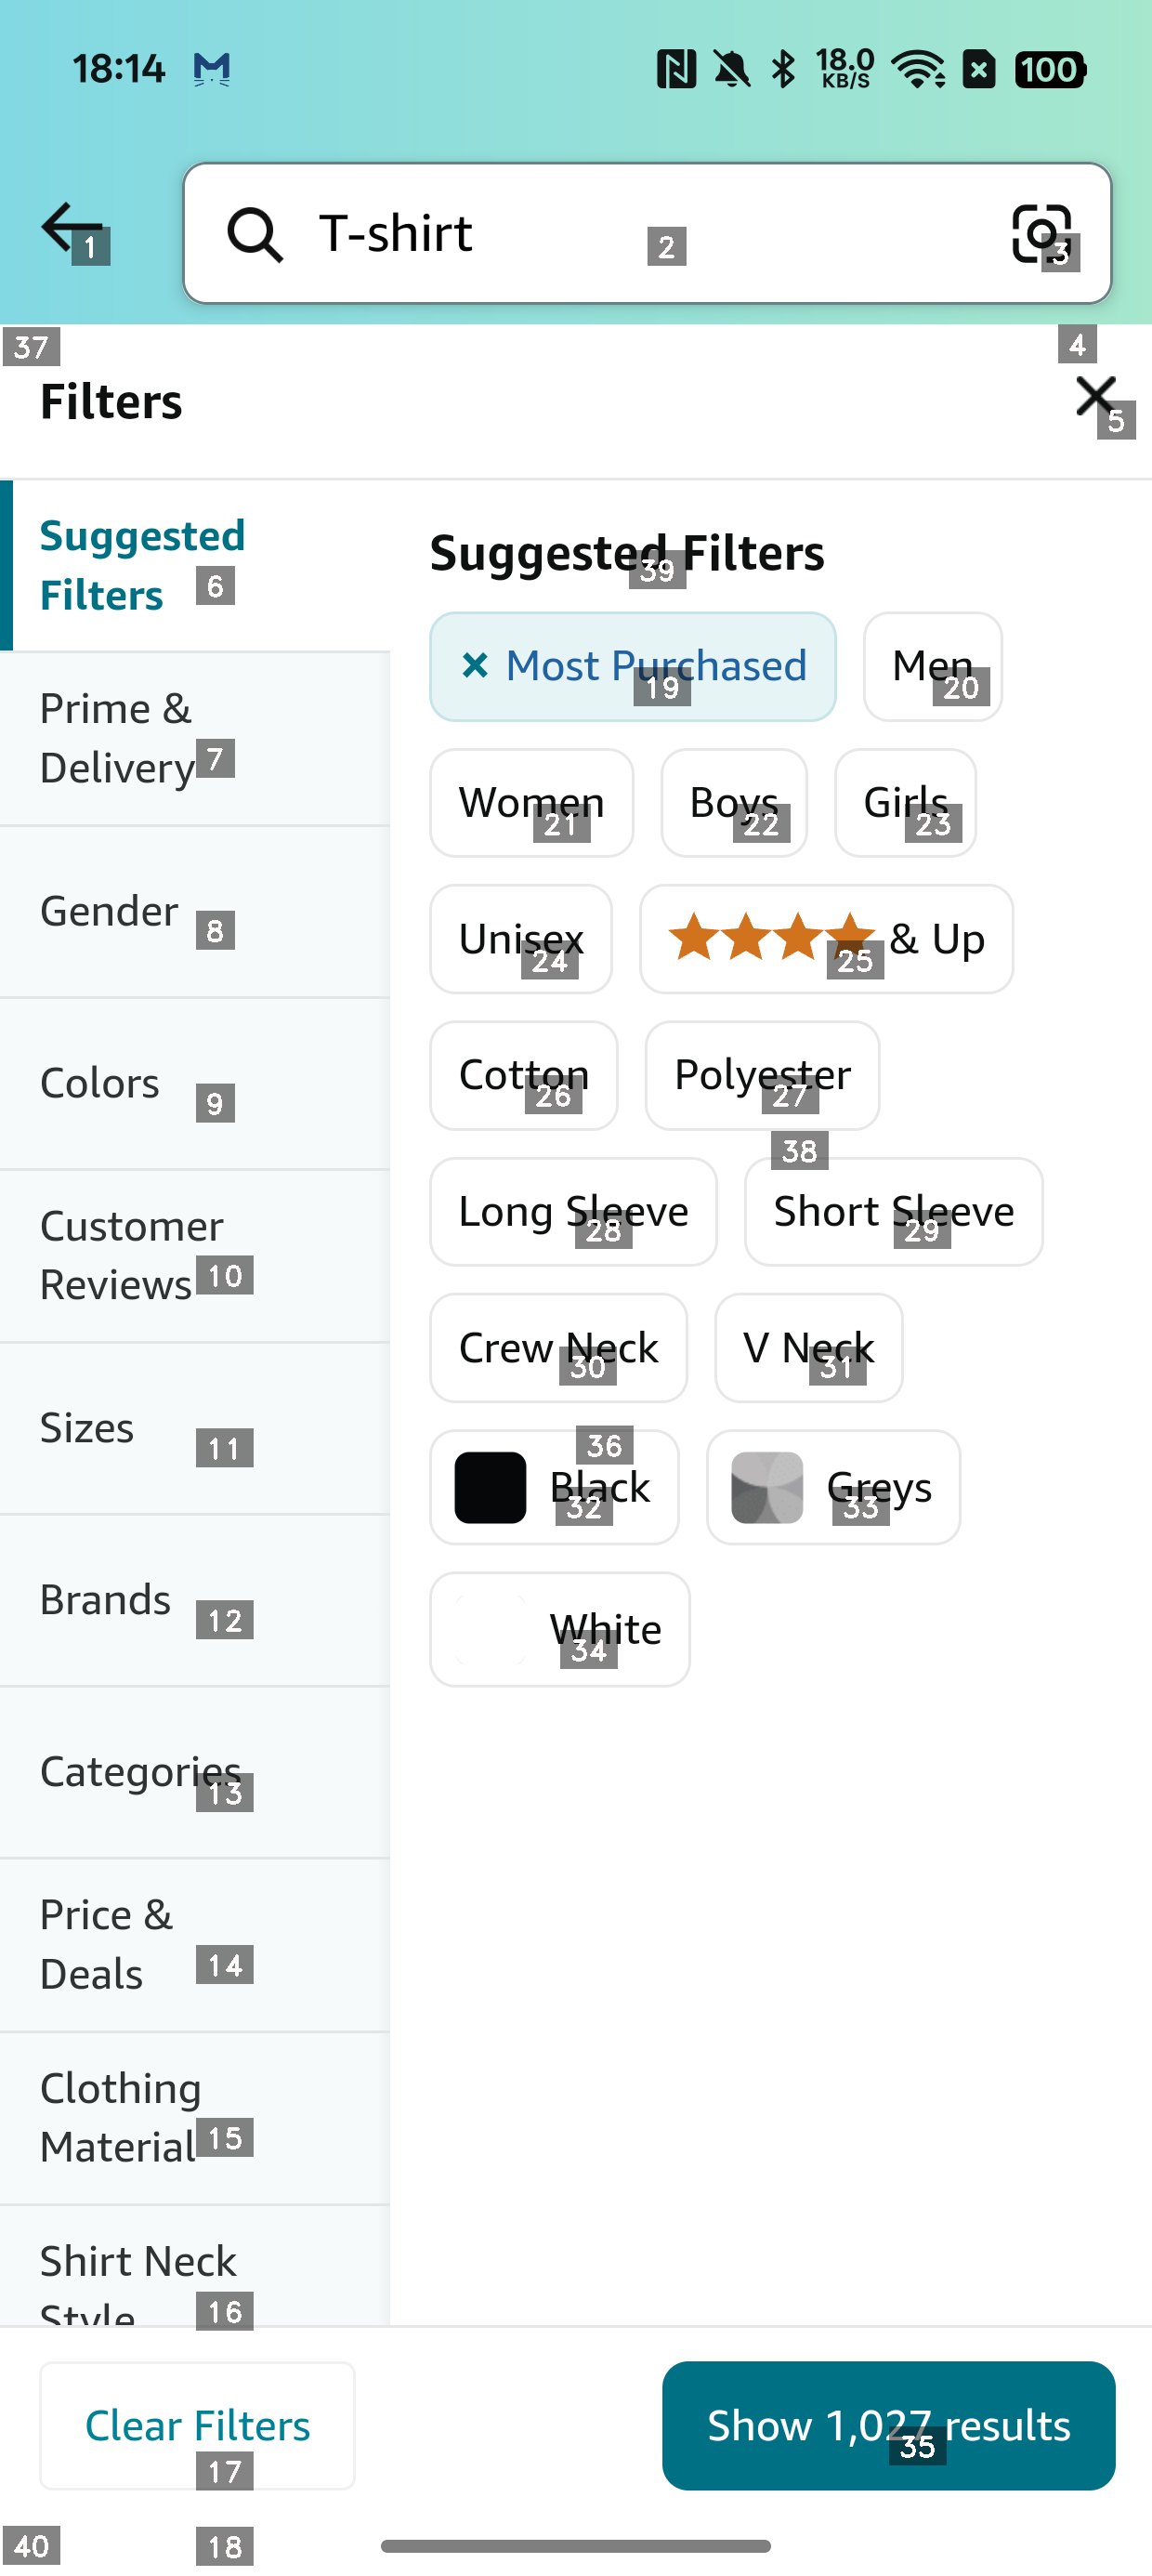 18:14
18.0
KB/S
100
T-shirt
1
2
3
37
4
Filters
5
Suggested
Filters
6
Suggested Filters
39
Most Purchased
19
Men
20
Prime &
Delivery
7
Women
21
Boys
22
Girls
23
Gender
8
Unisex
24
& Up
25
Colors
9
Cotton
26
Polyester
27
38
Customer
Reviews
10
Long Sleeve
28
Short Sleeve
29
Sizes
11
Crew Neck
30
V Neck
31
36
Black
32
Greys
33
Brands
12
White
34
Categories
13
Price &
Deals
14
Clothing
Material
15
Shirt Neck
Style
16
Clear Filters
17
Show 1,027 results
35
40
18